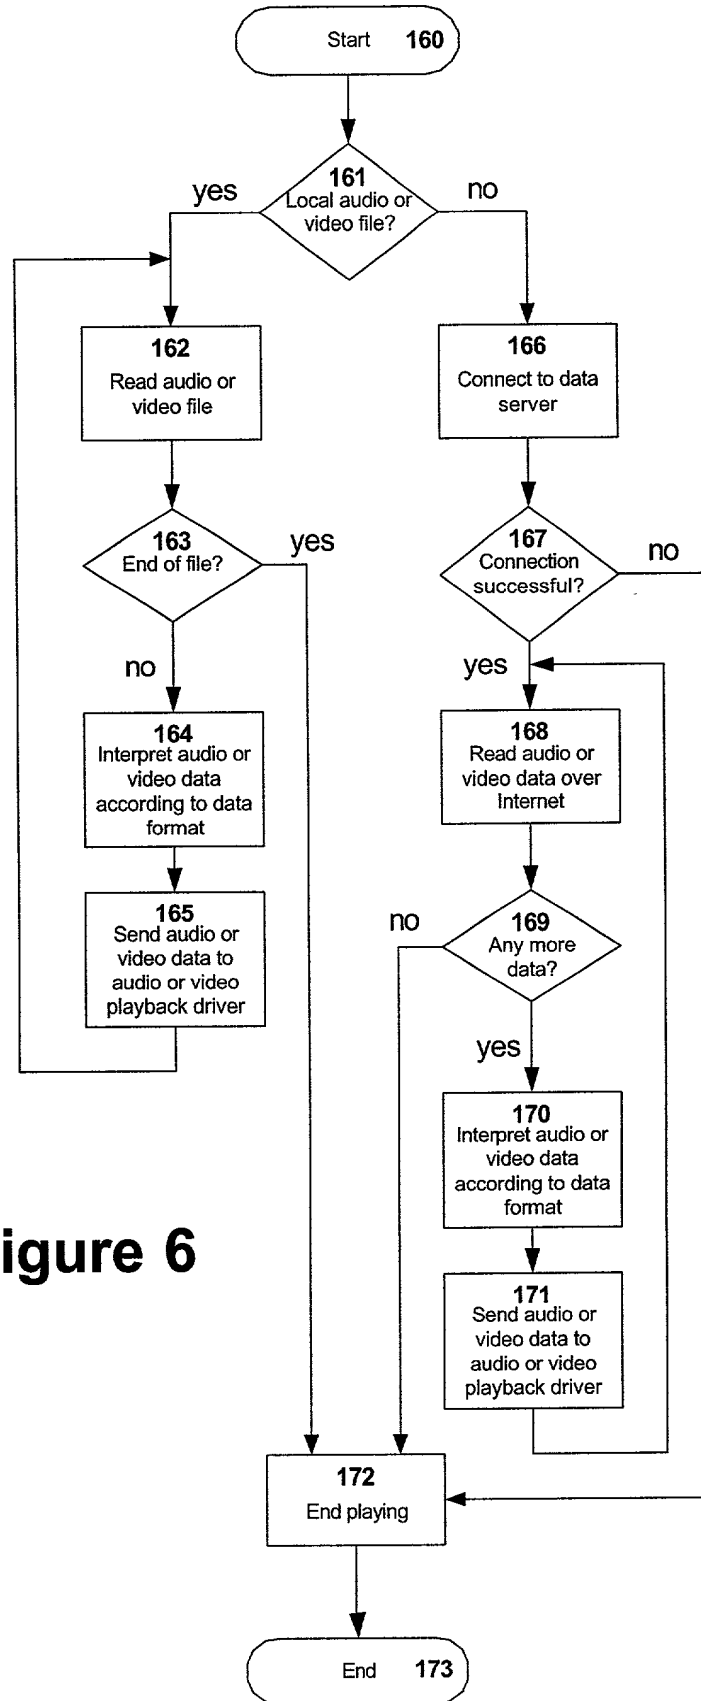 Start 160
161
Local audio or
video file?
yes
no
162
Read audio or
video file
166
Connect to data
server
163
End of file?
yes
no
167
Connection
successful?
no
yes
164
Interpret audio or
video data
according to data
format
168
Read audio or
video data over
Internet
165
Send audio or
video data to
audio or video
playback driver
169
Any more
data?
no
yes
170
Interpret audio or
video data
according to data
format
igure 6
171
Send audio or
video data to
audio or video
playback driver
172
End playing
End 173